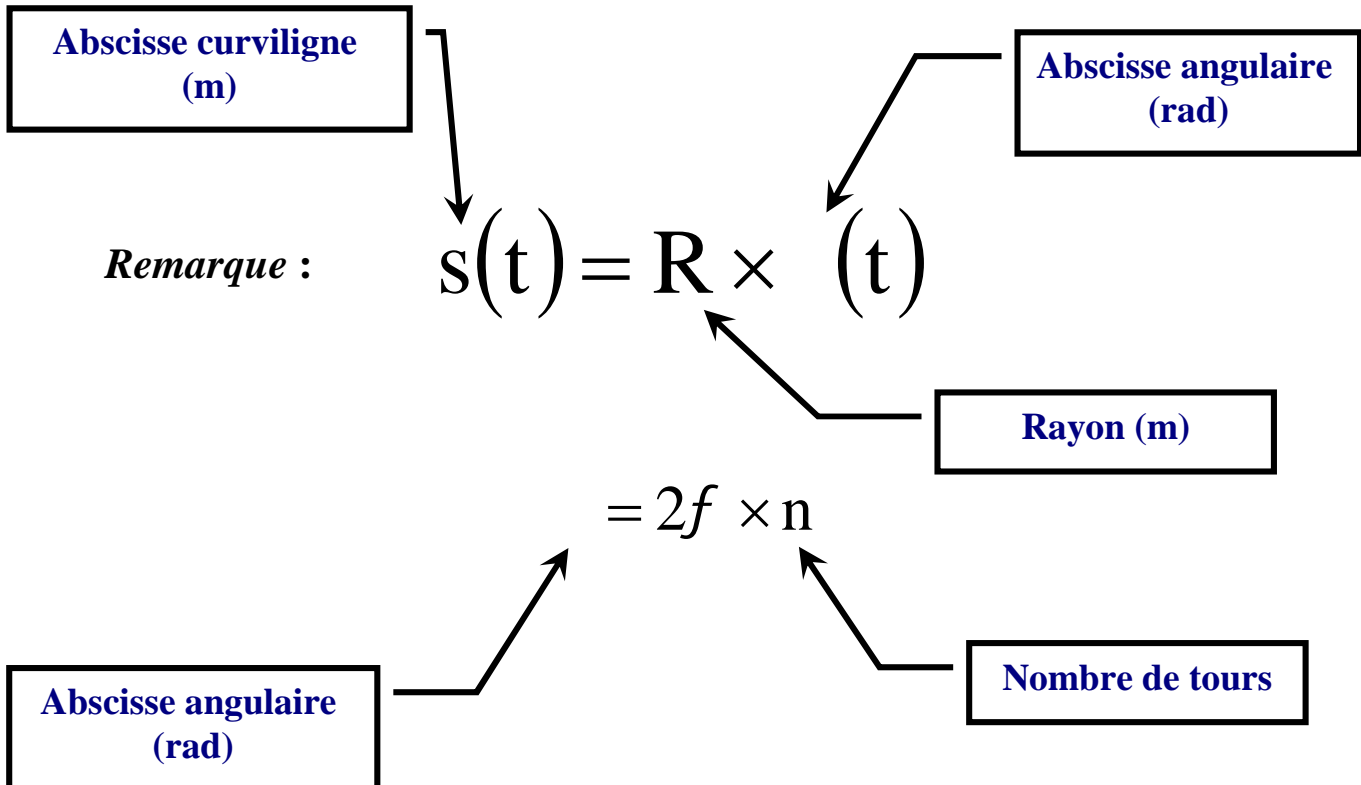 Abscisse curviligne
(m)
Abscisse angulaire
(rad)
Remarque : s(t) = R × (t)
Rayon (m)
= 2f × n
Abscisse angulaire
(rad)
Nombre de tours